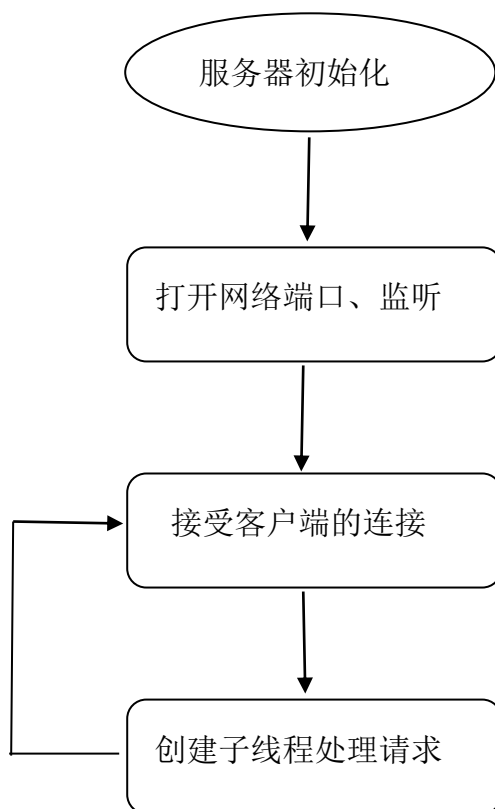 服务器初始化
打开网络端口、监听
接受客户端的连接
创建子线程处理请求